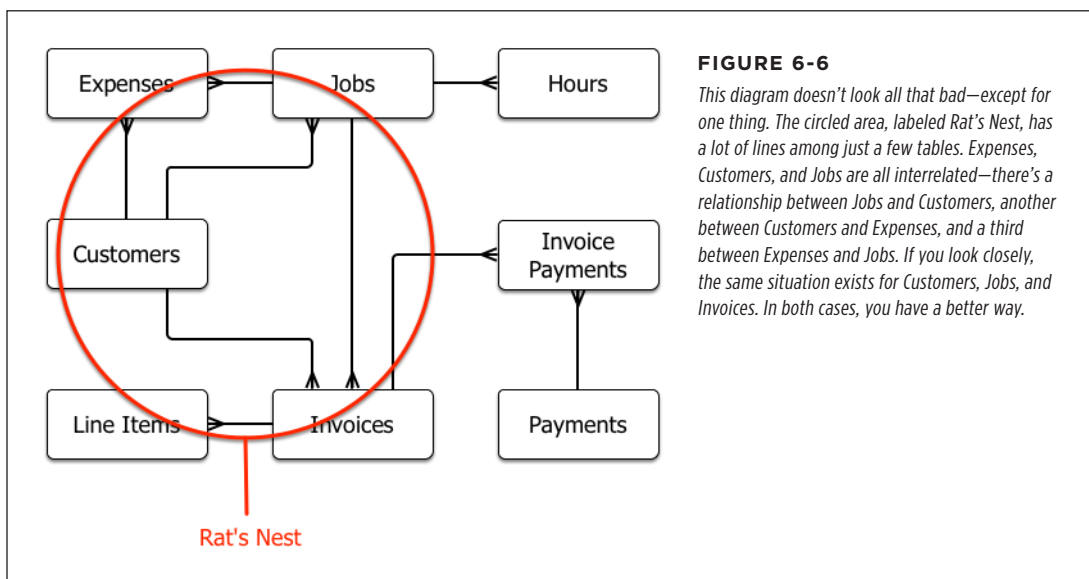 Expenses
Jobs
Hours
Customers
Invoice
Payments
Line Items
Invoices
Payments
Rat's Nest
FIGURE 6-6
This diagram doesn’t look all that bad—except for
one thing. The circled area, labeled Rat’s Nest, has
a lot of lines among just a few tables. Expenses,
Customers, and Jobs are all interrelated—there’s a
relationship between Jobs and Customers, another
between Customers and Expenses, and a third
between Expenses and Jobs. If you look closely,
the same situation exists for Customers, Jobs, and
Invoices. In both cases, you have a better way.